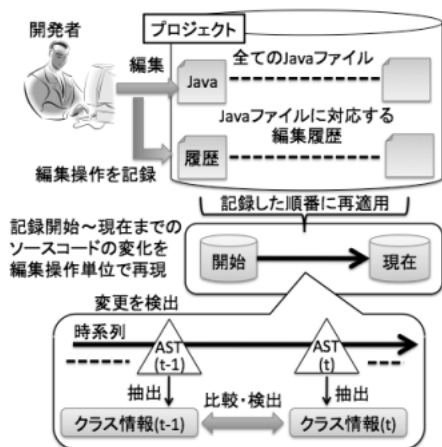 開発者
プロジェクト
編集
Java
全てのJavaファイル
Javaファイルに対応する
編集履歴
履歴
編集操作を記録
記録した順番に再適用
記録開始～現在までの
ソースコードの変化を
編集操作単位で再現
開始
現在
変更を検出
時系列
AST
(t-1)
AST
(t)
抽出
抽出
クラス情報(t-1)
比較・検出
クラス情報(t)